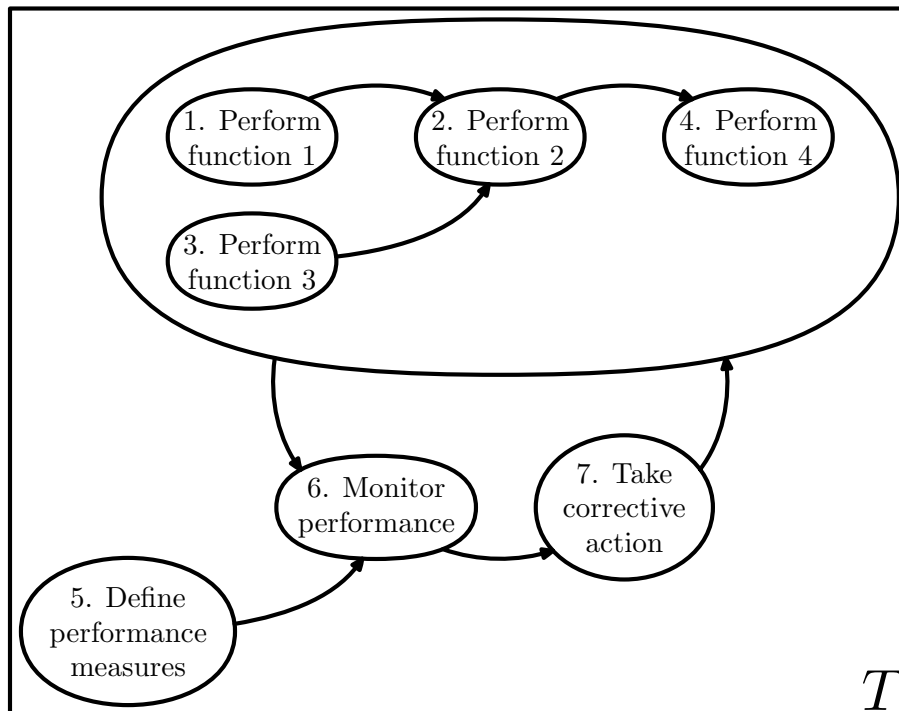 1. Perform
function 1
2. Perform
function 2
4. Perform
function 4
3. Perform
function 3
6. Monitor
performance
7. Take
corrective
action
5. Define
performance
measures
T